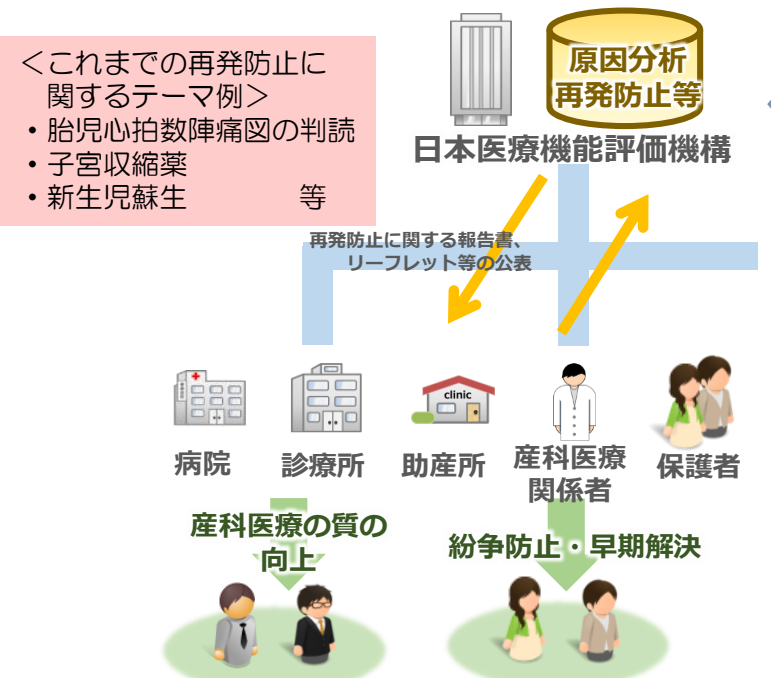 ＜これまでの再発防止に
関するテーマ例＞
・胎児心拍数陣痛図の判読
・子宮収縮薬
・新生児蘇生　　　　等
原因分析
再発防止等
日本医療機能評価機構
再発防止に関する報告書、
リーフレット等の公表
clinic
病院
診療所
助産所
産科医療
関係者
保護者
産科医療の質の
向上
紛争防止・早期解決